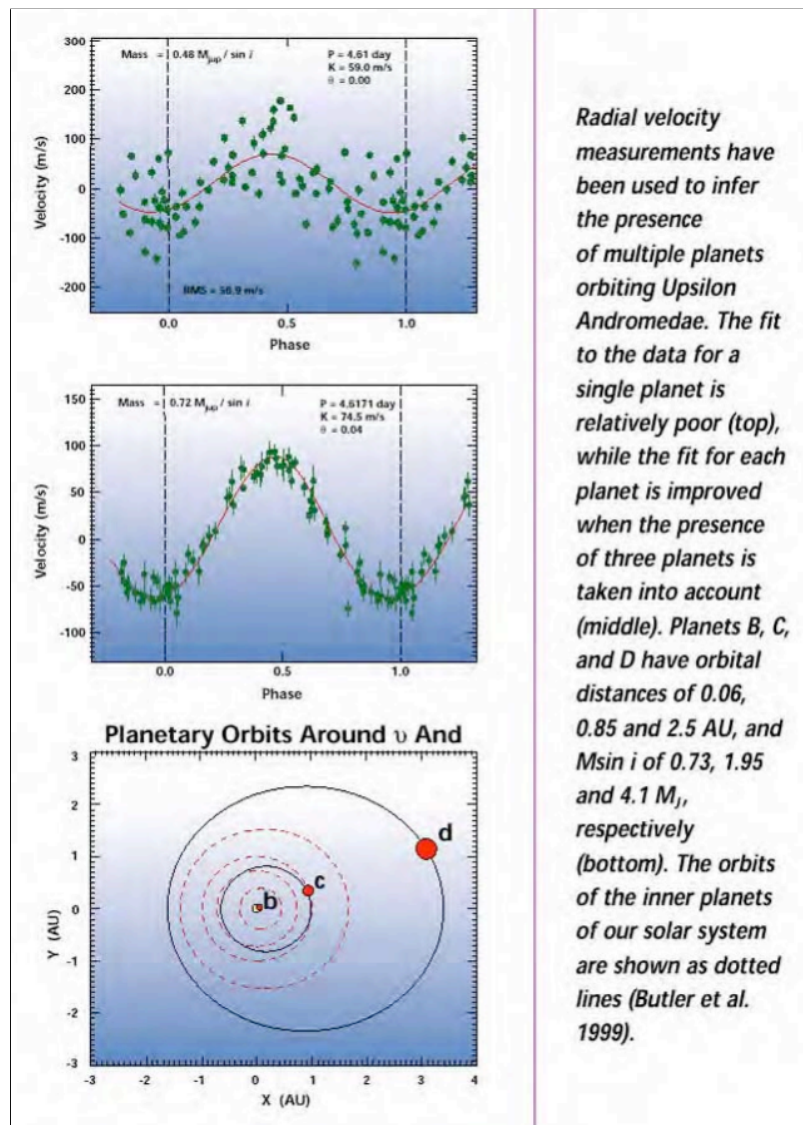 300
200
100
0
-100
-200
Velocity (m/s)
Mass = 0.48 Mjup / sin i
P = 4.61 day
K = 59.0 m/s
θ = 0.00
RMS = 56.9 m/s
0.0 0.5 1.0
Phase
150
100
50
0
-50
-100
Velocity (m/s)
Mass = 0.72 Mjup / sin i
P = 4.6171 day
K = 74.5 m/s
θ = 0.04
0.0 0.5 1.0
Phase
Planetary Orbits Around υ And
3
2
1
0
-1
-2
-3
Y (AU)
b
c
d
-3 -2 -1 0 1 2 3 4
X (AU)
Radial velocity
measurements have
been used to infer
the presence
of multiple planets
orbiting Upsilon
Andromedae. The fit
to the data for a
single planet is
relatively poor (top),
while the fit for each
planet is improved
when the presence
of three planets is
taken into account
(middle). Planets B, C,
and D have orbital
distances of 0.06,
0.85 and 2.5 AU, and
Msin i of 0.73, 1.95
and 4.1 MJ,
respectively
(bottom). The orbits
of the inner planets
of our solar system
are shown as dotted
lines (Butler et al.
1999).